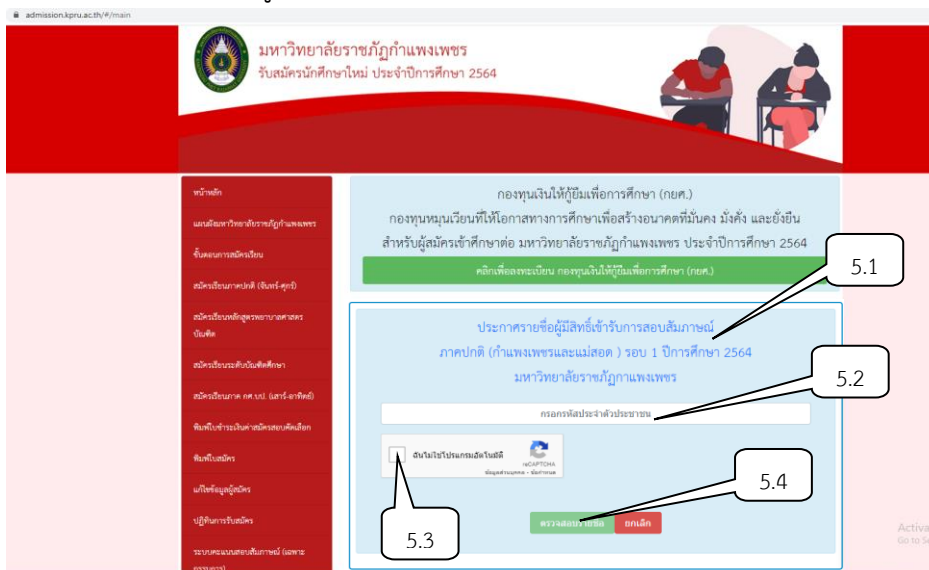 admission.kpru.ac.th/#/main
มหาวิทยาลัยราชภัฏกำแพงเพชร
รับสมัครนักศึกษาใหม่ ประจำปีการศึกษา 2564
หน้าหลัก
แผนผังมหาวิทยาลัยราชภัฏกำแพงเพชร
ขั้นตอนการสมัครเรียน
สมัครเรียนภาคปกติ (จันทร์-ศุกร์)
สมัครเรียนหลักสูตรพยาบาลศาสตร
บัณฑิต
สมัครเรียนระดับบัณฑิตศึกษา
สมัครเรียนภาค กศ.บป. (เสาร์-อาทิตย์)
พิมพ์ใบชำระเงินค่าสมัครสอบคัดเลือก
พิมพ์ใบสมัคร
แก้ไขข้อมูลผู้สมัคร
ปฏิทินการรับสมัคร
ระบบคะแนนสอบสัมภาษณ์ (เฉพาะ
กรรมการ)
กองทุนเงินให้กู้ยืมเพื่อการศึกษา (กยศ.)
กองทุนหมุนเวียนที่ให้โอกาสทางการศึกษาเพื่อสร้างอนาคตที่มั่นคง มั่งคั่ง และยั่งยืน
สำหรับผู้สมัครเข้าศึกษาต่อ มหาวิทยาลัยราชภัฏกำแพงเพชร ประจำปีการศึกษา 2564
คลิกเพื่อลงทะเบียน กองทุนเงินให้กู้ยืมเพื่อการศึกษา (กยศ.)
5.1
ประกาศรายชื่อผู้มีสิทธิ์เข้ารับการสอบสัมภาษณ์
ภาคปกติ (กำแพงเพชรและแม่สอด ) รอบ 1 ปีการศึกษา 2564
มหาวิทยาลัยราชภัฏกาแพงเพชร
5.2
กรอกรหัสประจำตัวประชาชน
ฉันไม่ใช่โปรแกรมอัตโนมัติ
reCAPTCHA
ข้อมูลส่วนบุคคล - ข้อกำหนด
5.4
ตรวจสอบรายชื่อ ยกเลิก
5.3
Activa
Go to S